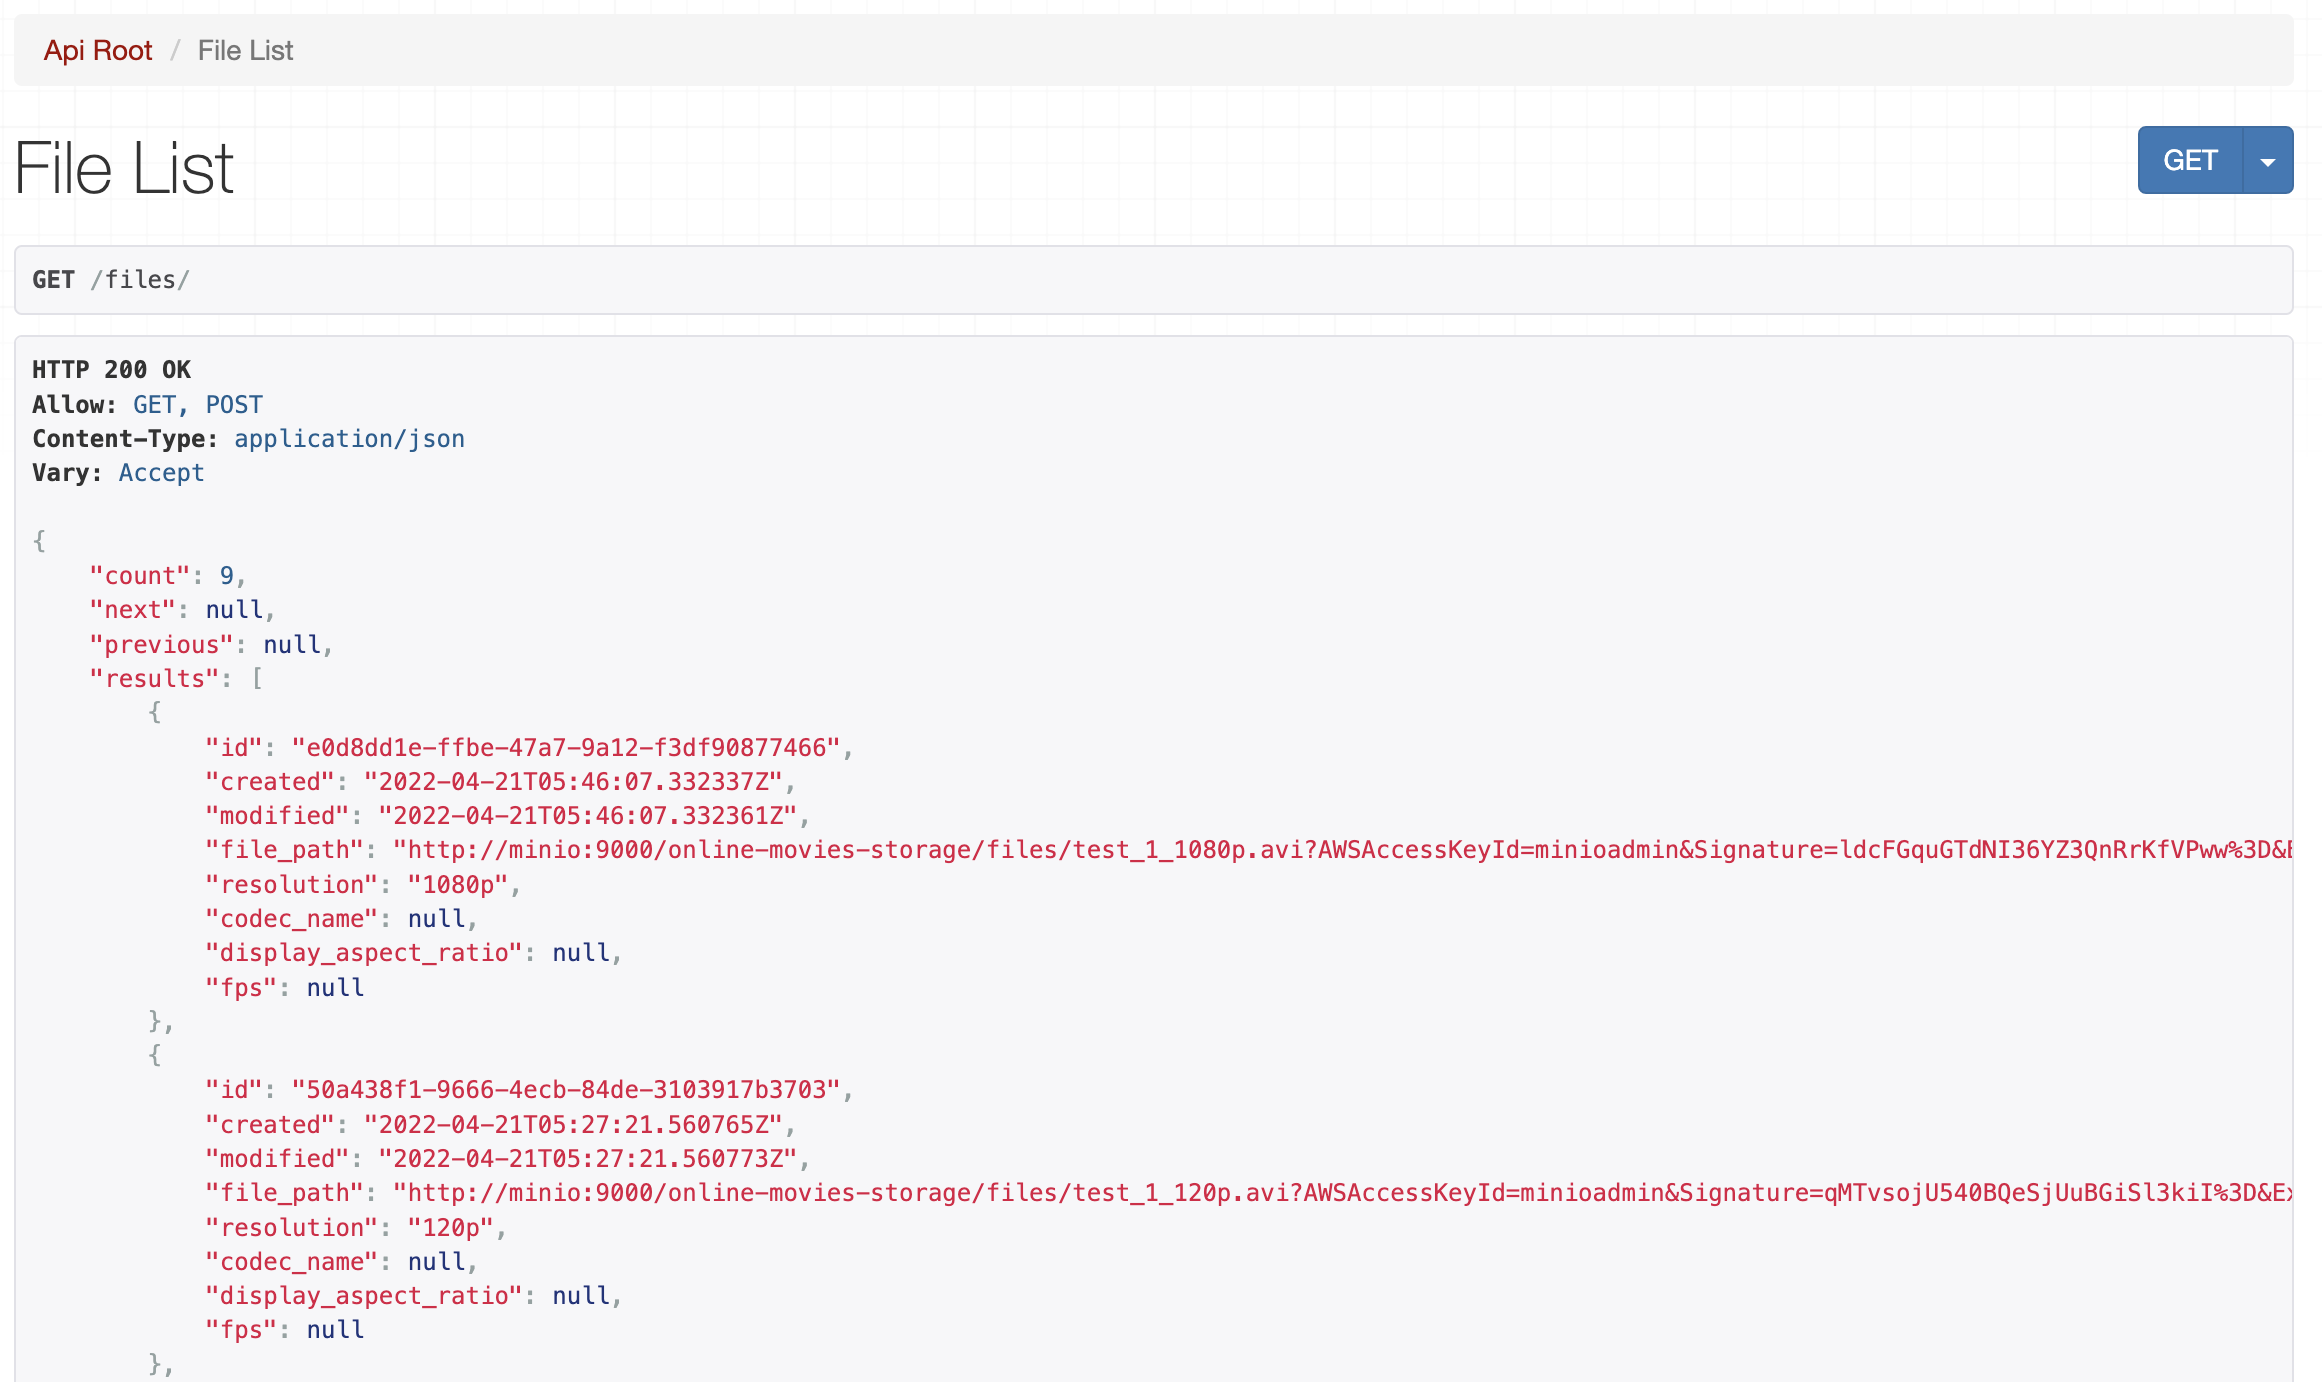 Api Root / File List
File List
GET
GET /files/
HTTP 200 OK
Allow: GET, POST
Content-Type: application/json
Vary: Accept
{
    "count": 9,
    "next": null,
    "previous": null,
    "results": [
        {
            "id": "e0d8dd1e-ffbe-47a7-9a12-f3df90877466",
            "created": "2022-04-21T05:46:07.332337Z",
            "modified": "2022-04-21T05:46:07.332361Z",
            "file_path": "http://minio:9000/online-movies-storage/files/test_1_1080p.avi?AWSAccessKeyId=minioadmin&Signature=ldcFGquGTdNI36YZ3QnRrKfVPww%3D&
            "resolution": "1080p",
            "codec_name": null,
            "display_aspect_ratio": null,
            "fps": null
        },
        {
            "id": "50a438f1-9666-4ecb-84de-3103917b3703",
            "created": "2022-04-21T05:27:21.560765Z",
            "modified": "2022-04-21T05:27:21.560773Z",
            "file_path": "http://minio:9000/online-movies-storage/files/test_1_120p.avi?AWSAccessKeyId=minioadmin&Signature=qMTvsojU540BQeSjUuBGiSl3kiI%3D&Ex
            "resolution": "120p",
            "codec_name": null,
            "display_aspect_ratio": null,
            "fps": null
        },